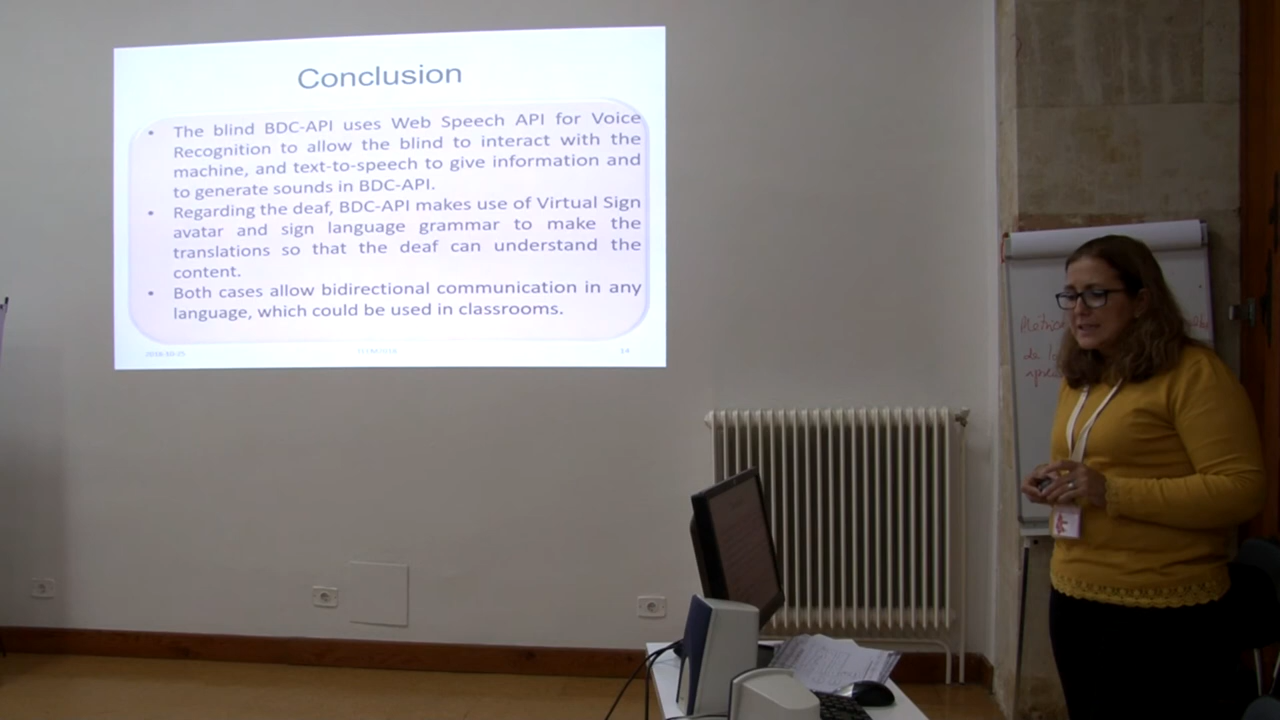 Conclusion
• The blind BDC-API uses Web Speech API for Voice
Recognition to allow the blind to interact with the
machine, and text-to-speech to give information and
to generate sounds in BDC-API.
• Regarding the deaf, BDC-API makes use of Virtual Sign
avatar and sign language grammar to make the
translations so that the deaf can understand the
content.
• Both cases allow bidirectional communication in any
language, which could be used in classrooms.
14